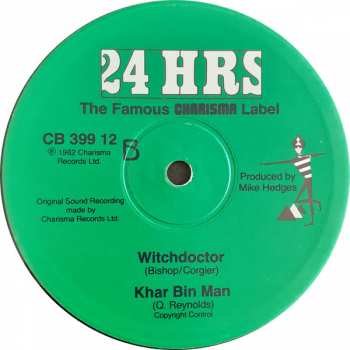 24 HRS
The Famous CHARISMA Label
CB 399 12
B
℗ 1982 Charisma
Records Ltd.
Produced by
Mike Hedges
Original Sound Recording
made by
Charisma Records Ltd.
Witchdoctor
(Bishop/Corgier)
Khar Bin Man
(Q. Reynolds)
Copyright Control